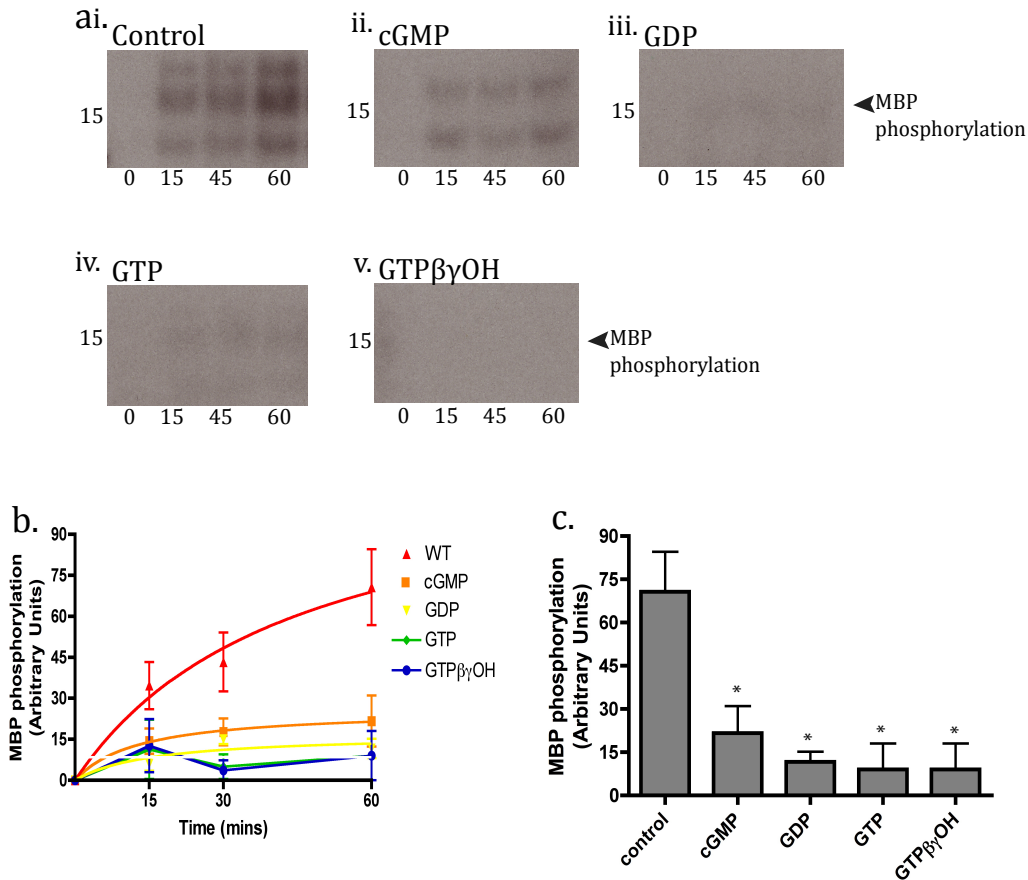 ai. Control
15
0 15 45 60
ii. cGMP
15
0 15 45 60
iii. GDP
15
0 15 45 60
MBP
phosphorylation
iv. GTP
15
0 15 45 60
v. GTPβγOH
15
0 15 45 60
MBP
phosphorylation
b.
MBP phosphorylation
(Arbitrary Units)
90
75
60
45
30
15
0
15 30 60
Time (mins)
WT
cGMP
GDP
GTP
GTPβγOH
c.
MBP phosphorylation
(Arbitrary Units)
90
75
60
45
30
15
0
* * * *
control cGMP GDP GTP GTPβγOH